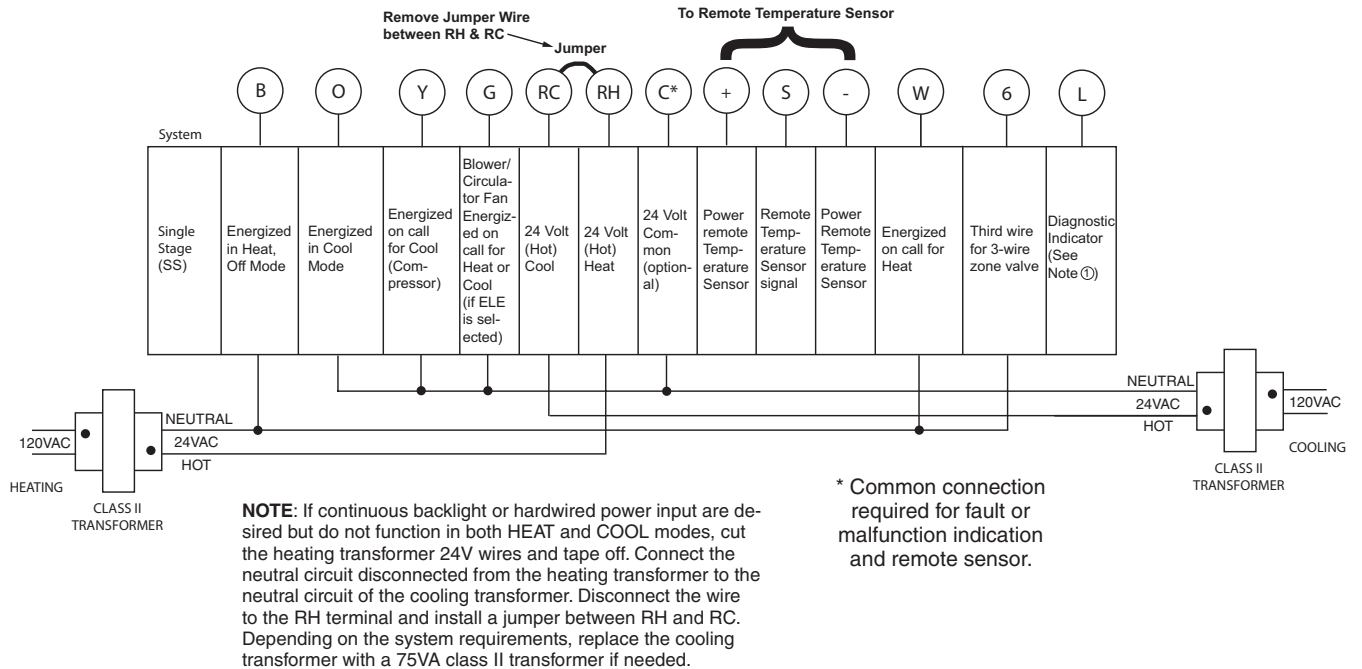 Remove Jumper Wire
between RH & RC
Jumper
To Remote Temperature Sensor
B
O
Y
G
RC
RH
C*
+
S
-
W
6
L
System
Single
Stage
(SS)
Energized
in Heat,
Off Mode
Energized
in Cool
Mode
Energized
on call
for Cool
(Com-
pressor)
Blower/
Circula-
tor Fan
Energiz-
ed on
call for
Heat or
Cool
(if ELE
is sel-
ected)
24 Volt
(Hot)
Cool
24 Volt
(Hot)
Heat
24 Volt
Com-
mon
(option-
al)
Power
remote
Temp-
erature
Sensor
Remote
Temp-
erature
Sensor
signal
Power
Remote
Temp-
erature
Sensor
Energized
on call for
Heat
Third wire
for 3-wire
zone valve
Diagnostic
Indicator
(See
Note ①)
120VAC
HEATING
NEUTRAL
24VAC
HOT
CLASS II
TRANSFORMER
NEUTRAL
24VAC
HOT
120VAC
COOLING
CLASS II
TRANSFORMER
NOTE: If continuous backlight or hardwired power input are de-
sired but do not function in both HEAT and COOL modes, cut
the heating transformer 24V wires and tape off. Connect the
neutral circuit disconnected from the heating transformer to the
neutral circuit of the cooling transformer. Disconnect the wire
to the RH terminal and install a jumper between RH and RC.
Depending on the system requirements, replace the cooling
transformer with a 75VA class II transformer if needed.
* Common connection
required for fault or
malfunction indication
and remote sensor.